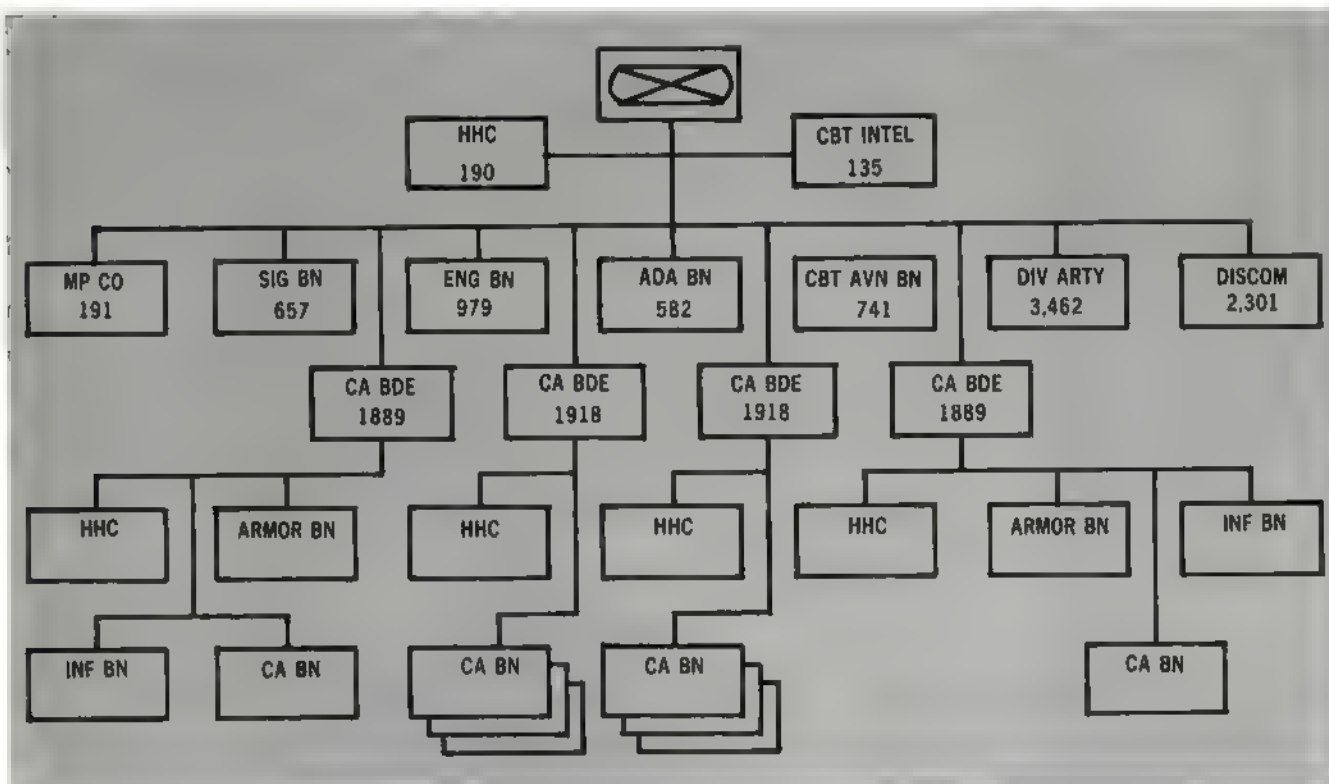 HHC
190
CBT INTEL
135
MP CO
191
SIG BN
657
ENG BN
979
ADA BN
582
CBT AVN BN
741
DIV ARTY
3,462
DISCOM
2,301
CA BDE
1889
CA BDE
1918
CA BDE
1918
CA BDE
1889
HHC
ARMOR BN
HHC
HHC
HHC
ARMOR BN
INF BN
INF BN
CA BN
CA BN
CA BN
CA BN